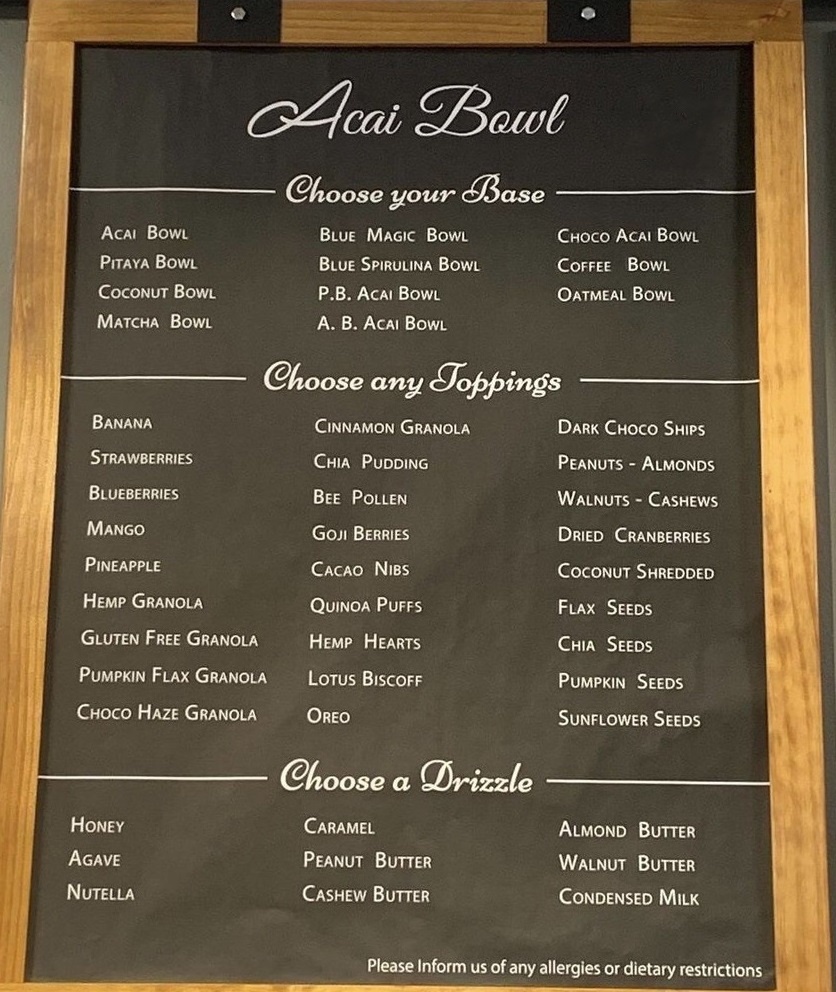 Acai Bowl
Choose your Base
Acai Bowl
Pitaya Bowl
Coconut Bowl
Matcha Bowl
Blue Magic Bowl
Blue Spirulina Bowl
P.B. Acai Bowl
A. B. Acai Bowl
Choco Acai Bowl
Coffee Bowl
Oatmeal Bowl
Choose any Toppings
Banana
Strawberries
Blueberries
Mango
Pineapple
Hemp Granola
Gluten Free Granola
Pumpkin Flax Granola
Choco Haze Granola
Cinnamon Granola
Chia Pudding
Bee Pollen
Goji Berries
Cacao Nibs
Quinoa Puffs
Hemp Hearts
Lotus Biscoff
Oreo
Dark Choco Ships
Peanuts - Almonds
Walnuts - Cashews
Dried Cranberries
Coconut Shredded
Flax Seeds
Chia Seeds
Pumpkin Seeds
Sunflower Seeds
Choose a Drizzle
Honey
Agave
Nutella
Caramel
Peanut Butter
Cashew Butter
Almond Butter
Walnut Butter
Condensed Milk
Please Inform us of any allergies or dietary restrictions